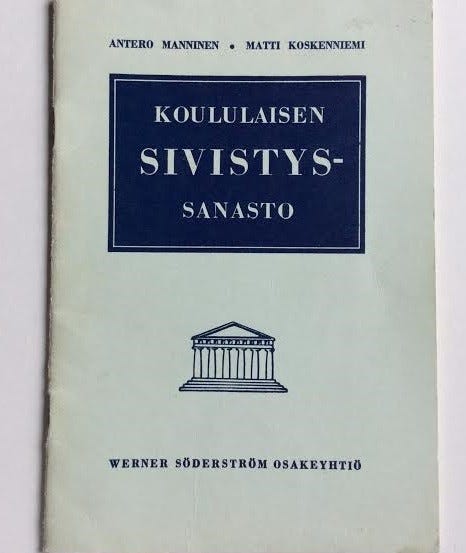 ANTERO MANNINEN • MATTI KOSKENNIEMI
KOULULAISEN
SIVISTYS-
SANASTO
WERNER SÖDERSTRÖM OSAKEYHTIÖ